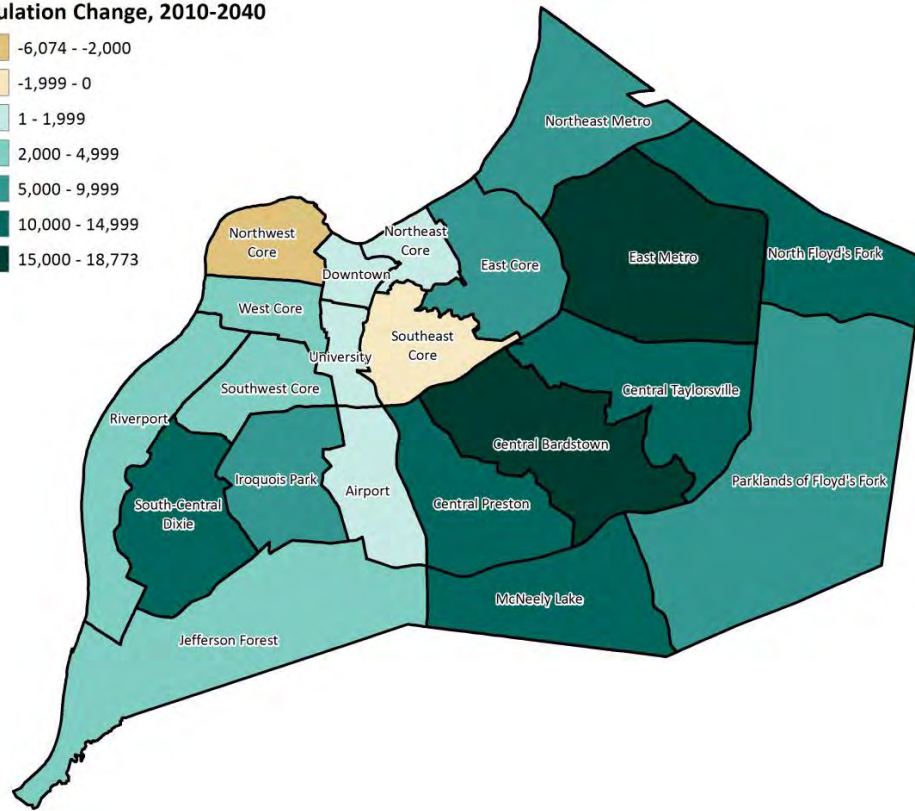 ulation Change, 2010-2040
-6,074 - -2,000
-1,999 - 0
1 - 1,999
2,000 - 4,999
5,000 - 9,999
10,000 - 14,999
15,000 - 18,773
Northeast Metro
Northwest
Core
Northeast
Core
Downtown
East Core
East Metro
North Floyd's Fork
West Core
University
Southeast
Core
Southwest Core
Central Taylorsville
Riverport
Central Bardstown
Iroquois Park
Airport
Parklands of Floyd's Fork
South-Central
Dixie
Central Preston
McNeely Lake
Jefferson Forest